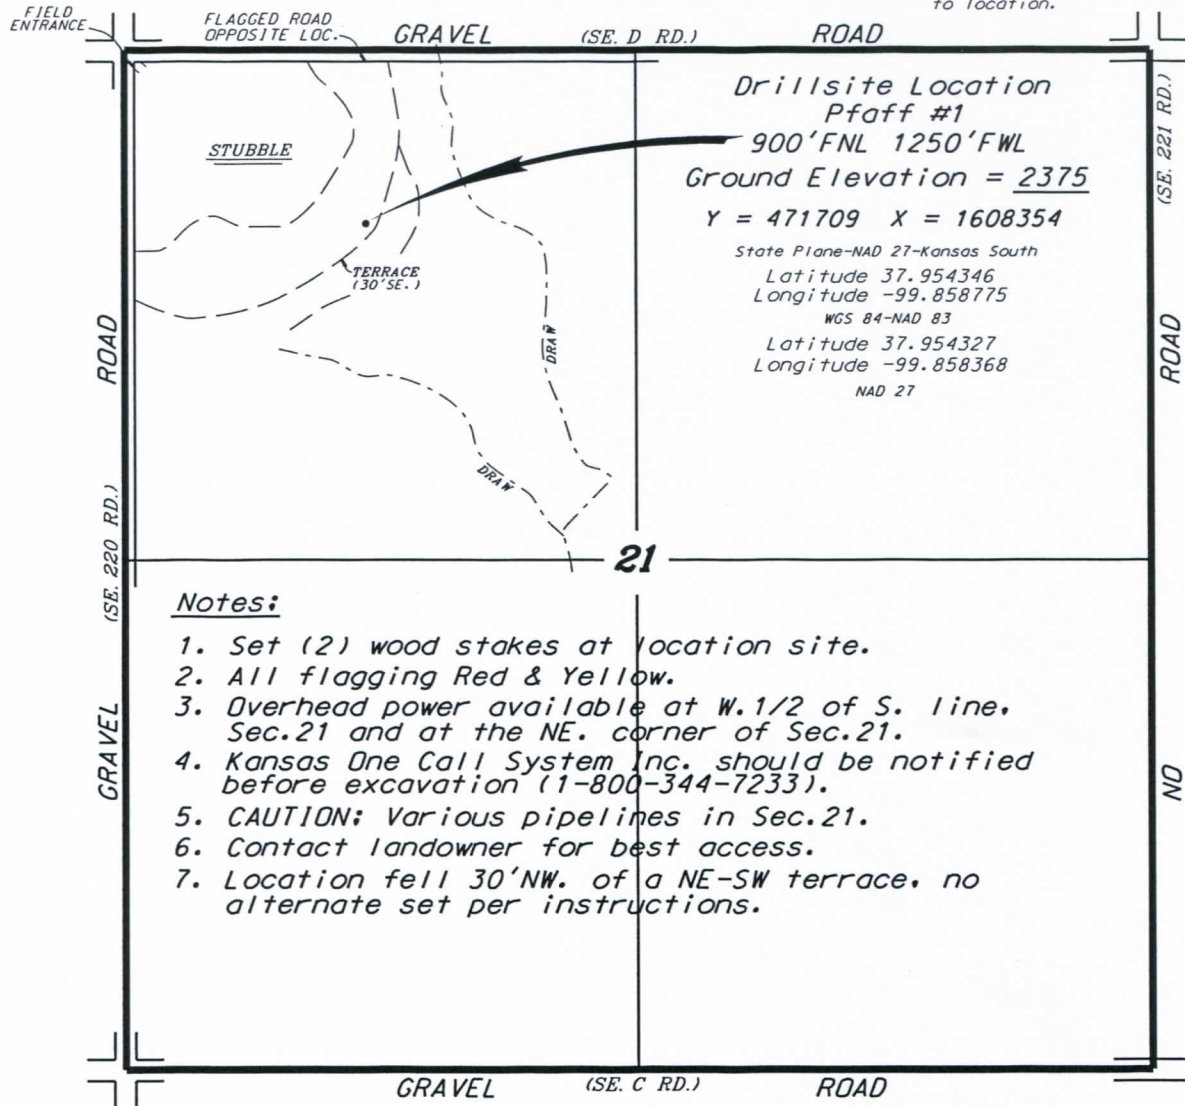 to location.
FIELD
ENTRANCE
FLAGGED ROAD
OPPOSITE LOC.
GRAVEL (SE. D RD.) ROAD
Drillsite Location
Pfaff #1
900'FNL 1250'FWL
Ground Elevation = 2375
Y = 471709 X = 1608354
State Plane-NAD 27-Kansas South
Latitude 37.954346
Longitude -99.858775
WGS 84-NAD 83
Latitude 37.954327
Longitude -99.858368
NAD 27
STUBBLE
TERRACE
(30'SE.)
DRAW
DRAW
GRAVEL (SE. 220 RD.) ROAD
NO ROAD (SE. 221 RD.)
21
Notes:
1. Set (2) wood stakes at location site.
2. All flagging Red & Yellow.
3. Overhead power available at W.1/2 of S. line,
Sec.21 and at the NE. corner of Sec.21.
4. Kansas One Call System Inc. should be notified
before excavation (1-800-344-7233).
5. CAUTION: Various pipelines in Sec.21.
6. Contact landowner for best access.
7. Location fell 30'NW. of a NE-SW terrace, no
alternate set per instructions.
GRAVEL (SE. C RD.) ROAD